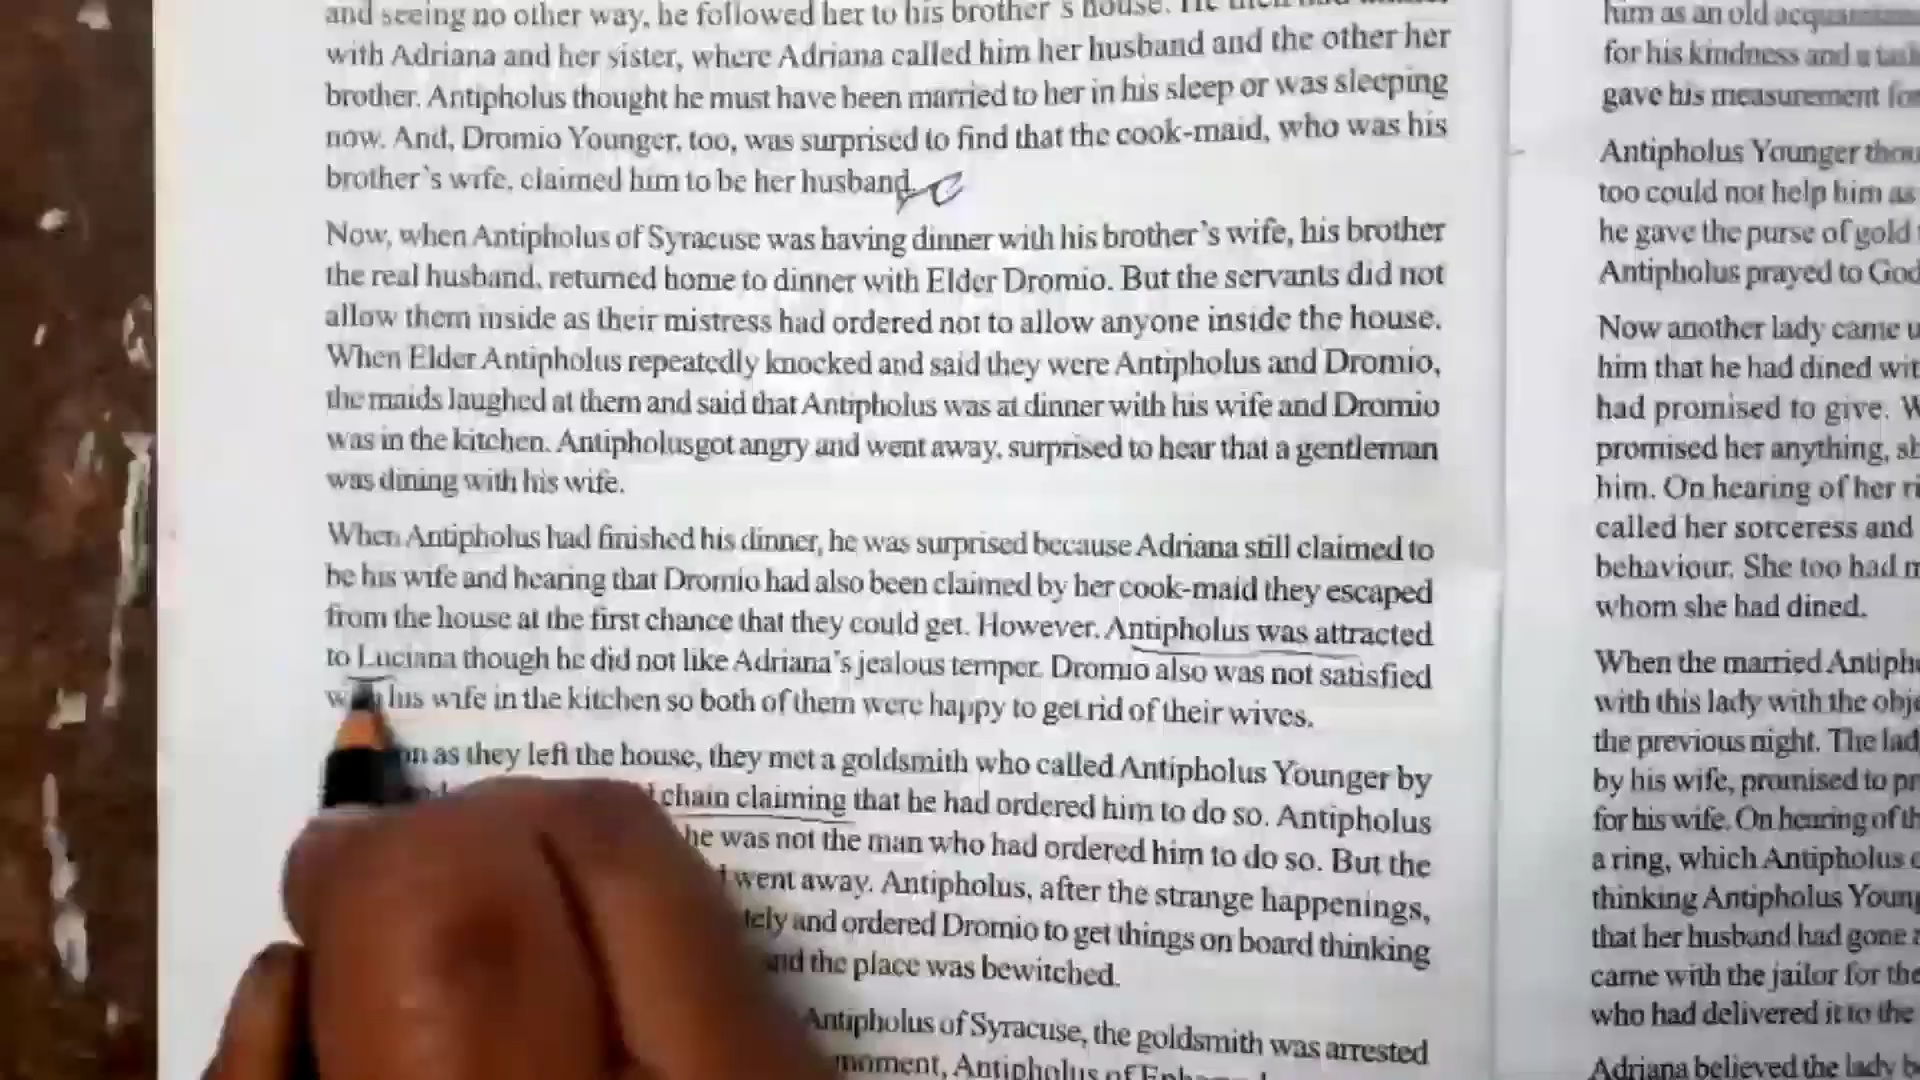 and seeing no other way, he followed her to his brother's house. He then had
with Adriana and her sister, where Adriana called him her husband and the other her
brother. Antipholus thought he must have been married to her in his sleep or was sleeping
now. And, Dromio Younger, too, was surprised to find that the cook-maid, who was his
brother's wife, claimed him to be her husband.
Now, when Antipholus of Syracuse was having dinner with his brother's wife, his brother
the real husband, returned home to dinner with Elder Dromio. But the servants did not
allow them inside as their mistress had ordered not to allow anyone inside the house.
When Elder Antipholus repeatedly knocked and said they were Antipholus and Dromio,
the maids laughed at them and said that Antipholus was at dinner with his wife and Dromio
was in the kitchen. Antipholusgot angry and went away, surprised to hear that a gentleman
was dining with his wife.
When Antipholus had finished his dinner, he was surprised because Adriana still claimed to
be his wife and hearing that Dromio had also been claimed by her cook-maid they escaped
from the house at the first chance that they could get. However, Antipholus was attracted
to Luciana though he did not like Adriana's jealous temper. Dromio also was not satisfied
his wife in the kitchen so both of them were happy to get rid of their wives.
as they left the house, they met a goldsmith who called Antipholus Younger by
chain claiming that he had ordered him to do so. Antipholus
he was not the man who had ordered him to do so. But the
went away. Antipholus, after the strange happenings,
and ordered Dromio to get things on board thinking
and the place was bewitched.
Antipholus of Syracuse, the goldsmith was arrested
moment, Antipholus of
him as an old
for his kindness and a
gave his measurement
Antipholus Younger
too could not help him as
he gave the purse of gold
Antipholus prayed to God
Now another lady came
him that he had dined
had promised to give.
promised her anything,
him. On hearing of her
called her sorceress and
behaviour. She too had
whom she had dined.
When the married
with this lady with the
the previous night. The
by his wife, promised to
for his wife. On hearing of
a ring, which Antipholus
thinking Antipholus
that her husband had gone
came with the jailor for the
who had delivered it to the
Adriana believed the lady